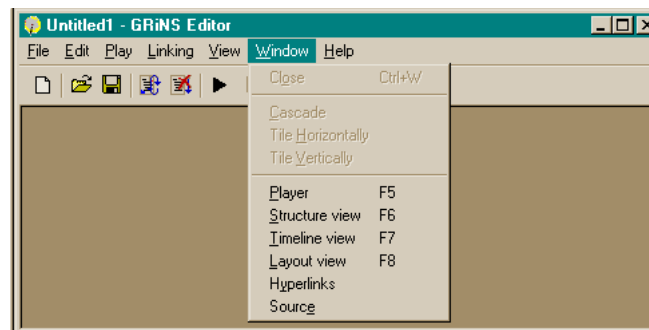 Untitled1 - GRiNS Editor
File Edit Play Linking View Window Help
Close Ctrl+W
Cascade
Tile Horizontally
Tile Vertically
Player F5
Structure view F6
Timeline view F7
Layout view F8
Hyperlinks
Source